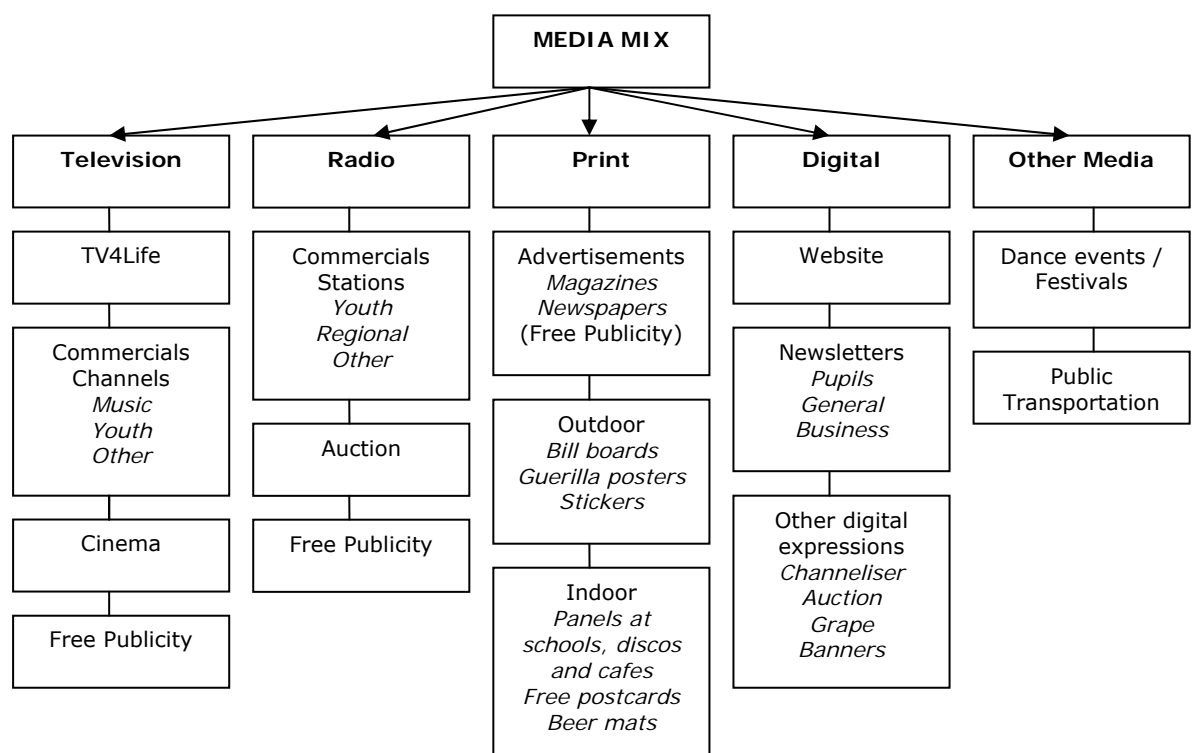 MEDIA MIX
Television
TV4Life
Commercials
Channels
Music
Youth
Other
Cinema
Free Publicity
Radio
Commercials
Stations
Youth
Regional
Other
Auction
Free Publicity
Print
Advertisements
Magazines
Newspapers
(Free Publicity)
Outdoor
Bill boards
Guerilla posters
Stickers
Indoor
Panels at
schools, discos
and cafes
Free postcards
Beer mats
Digital
Website
Newsletters
Pupils
General
Business
Other digital
expressions
Channeliser
Auction
Grape
Banners
Other Media
Dance events /
Festivals
Public
Transportation